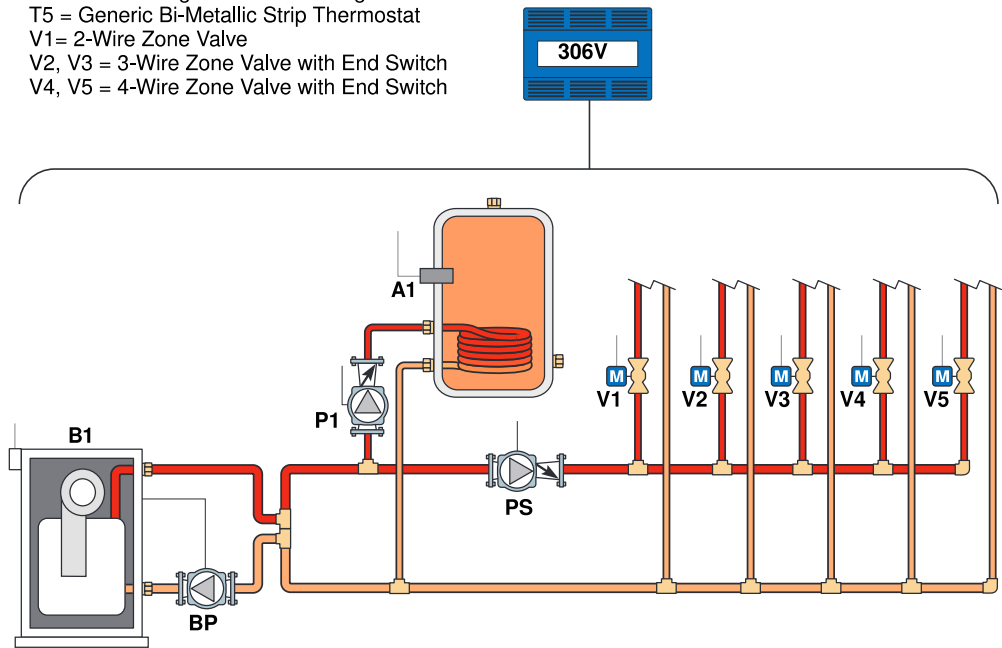 T5 = Generic Bi-Metallic Strip Thermostat
V1= 2-Wire Zone Valve
V2, V3 = 3-Wire Zone Valve with End Switch
V4, V5 = 4-Wire Zone Valve with End Switch
306V
A1
M M M M M
V1 V2 V3 V4 V5
P1
B1
PS
BP